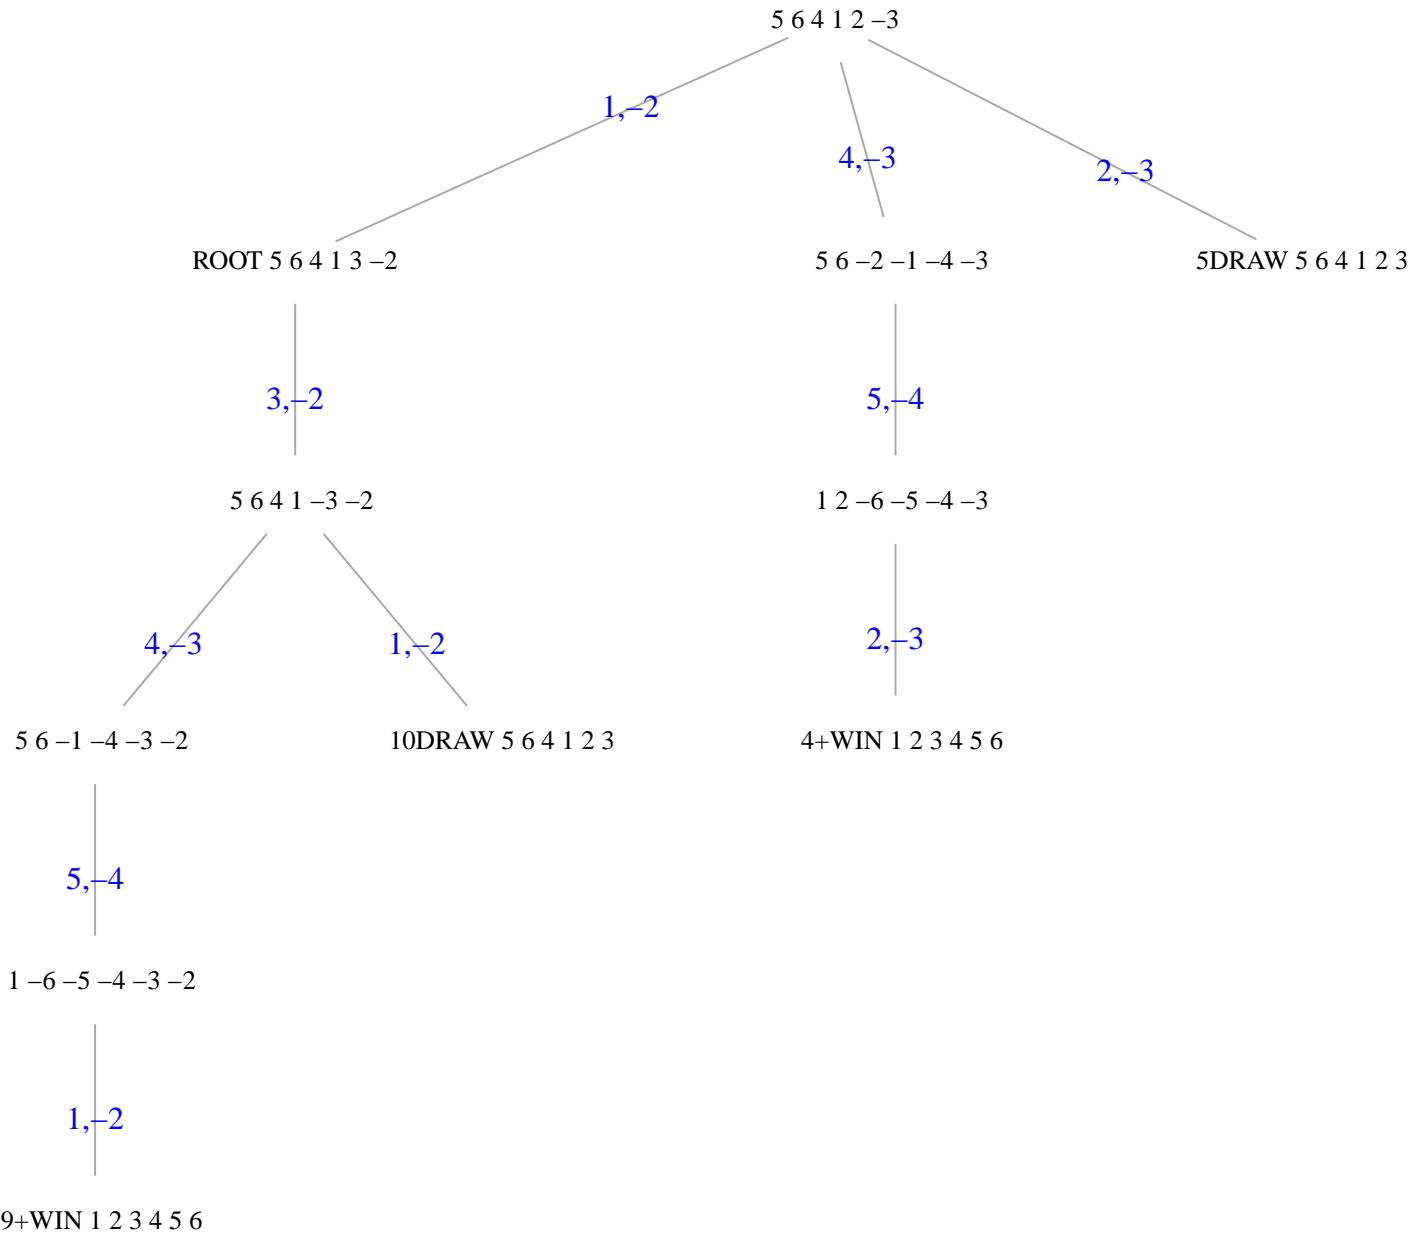 5 6 4 1 2 –3
1,–2
4,–3
2,–3
ROOT 5 6 4 1 3 –2
5 6 –2 –1 –4 –3
5DRAW 5 6 4 1 2 3
3,–2
5,–4
5 6 4 1 –3 –2
1 2 –6 –5 –4 –3
4,–3
1,–2
2,–3
5 6 –1 –4 –3 –2
10DRAW 5 6 4 1 2 3
4+WIN 1 2 3 4 5 6
5,–4
1 –6 –5 –4 –3 –2
1,–2
9+WIN 1 2 3 4 5 6